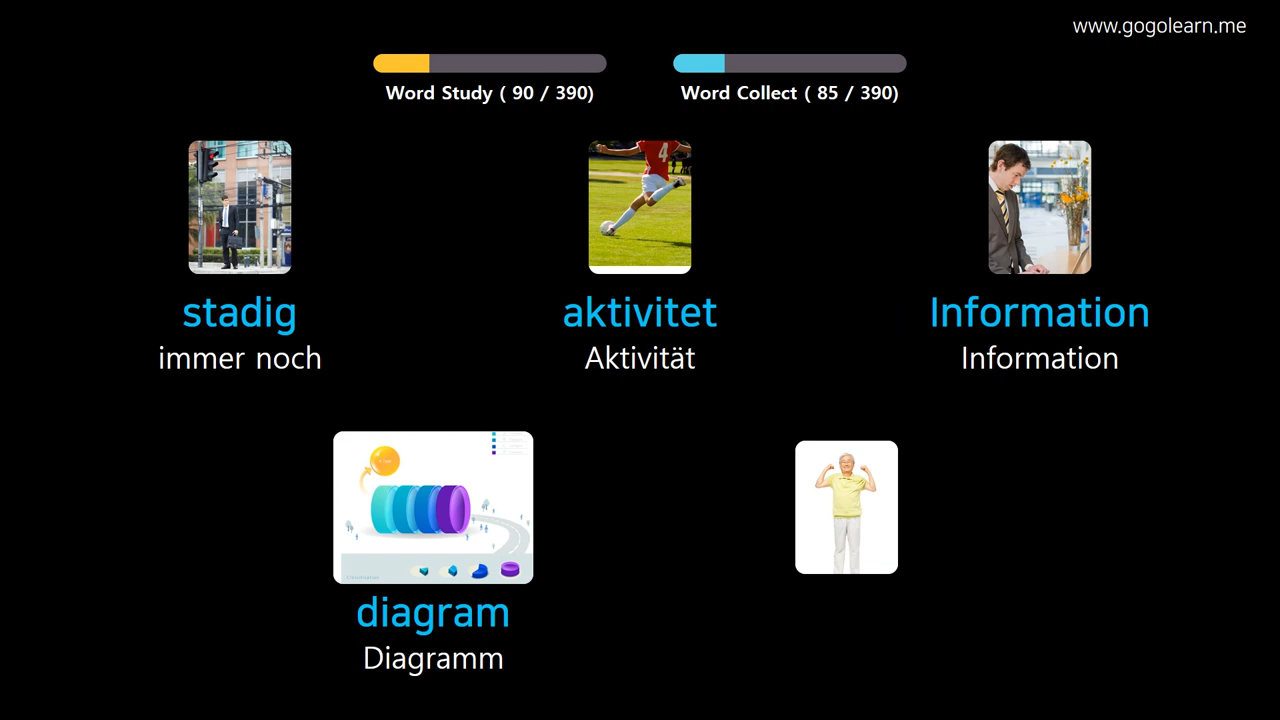 www.gogolearn.me
Word Study ( 90 / 390)
Word Collect ( 85 / 390)
stadig
immer noch
aktivitet
Aktivität
Information
Information
4
diagram
Diagramm